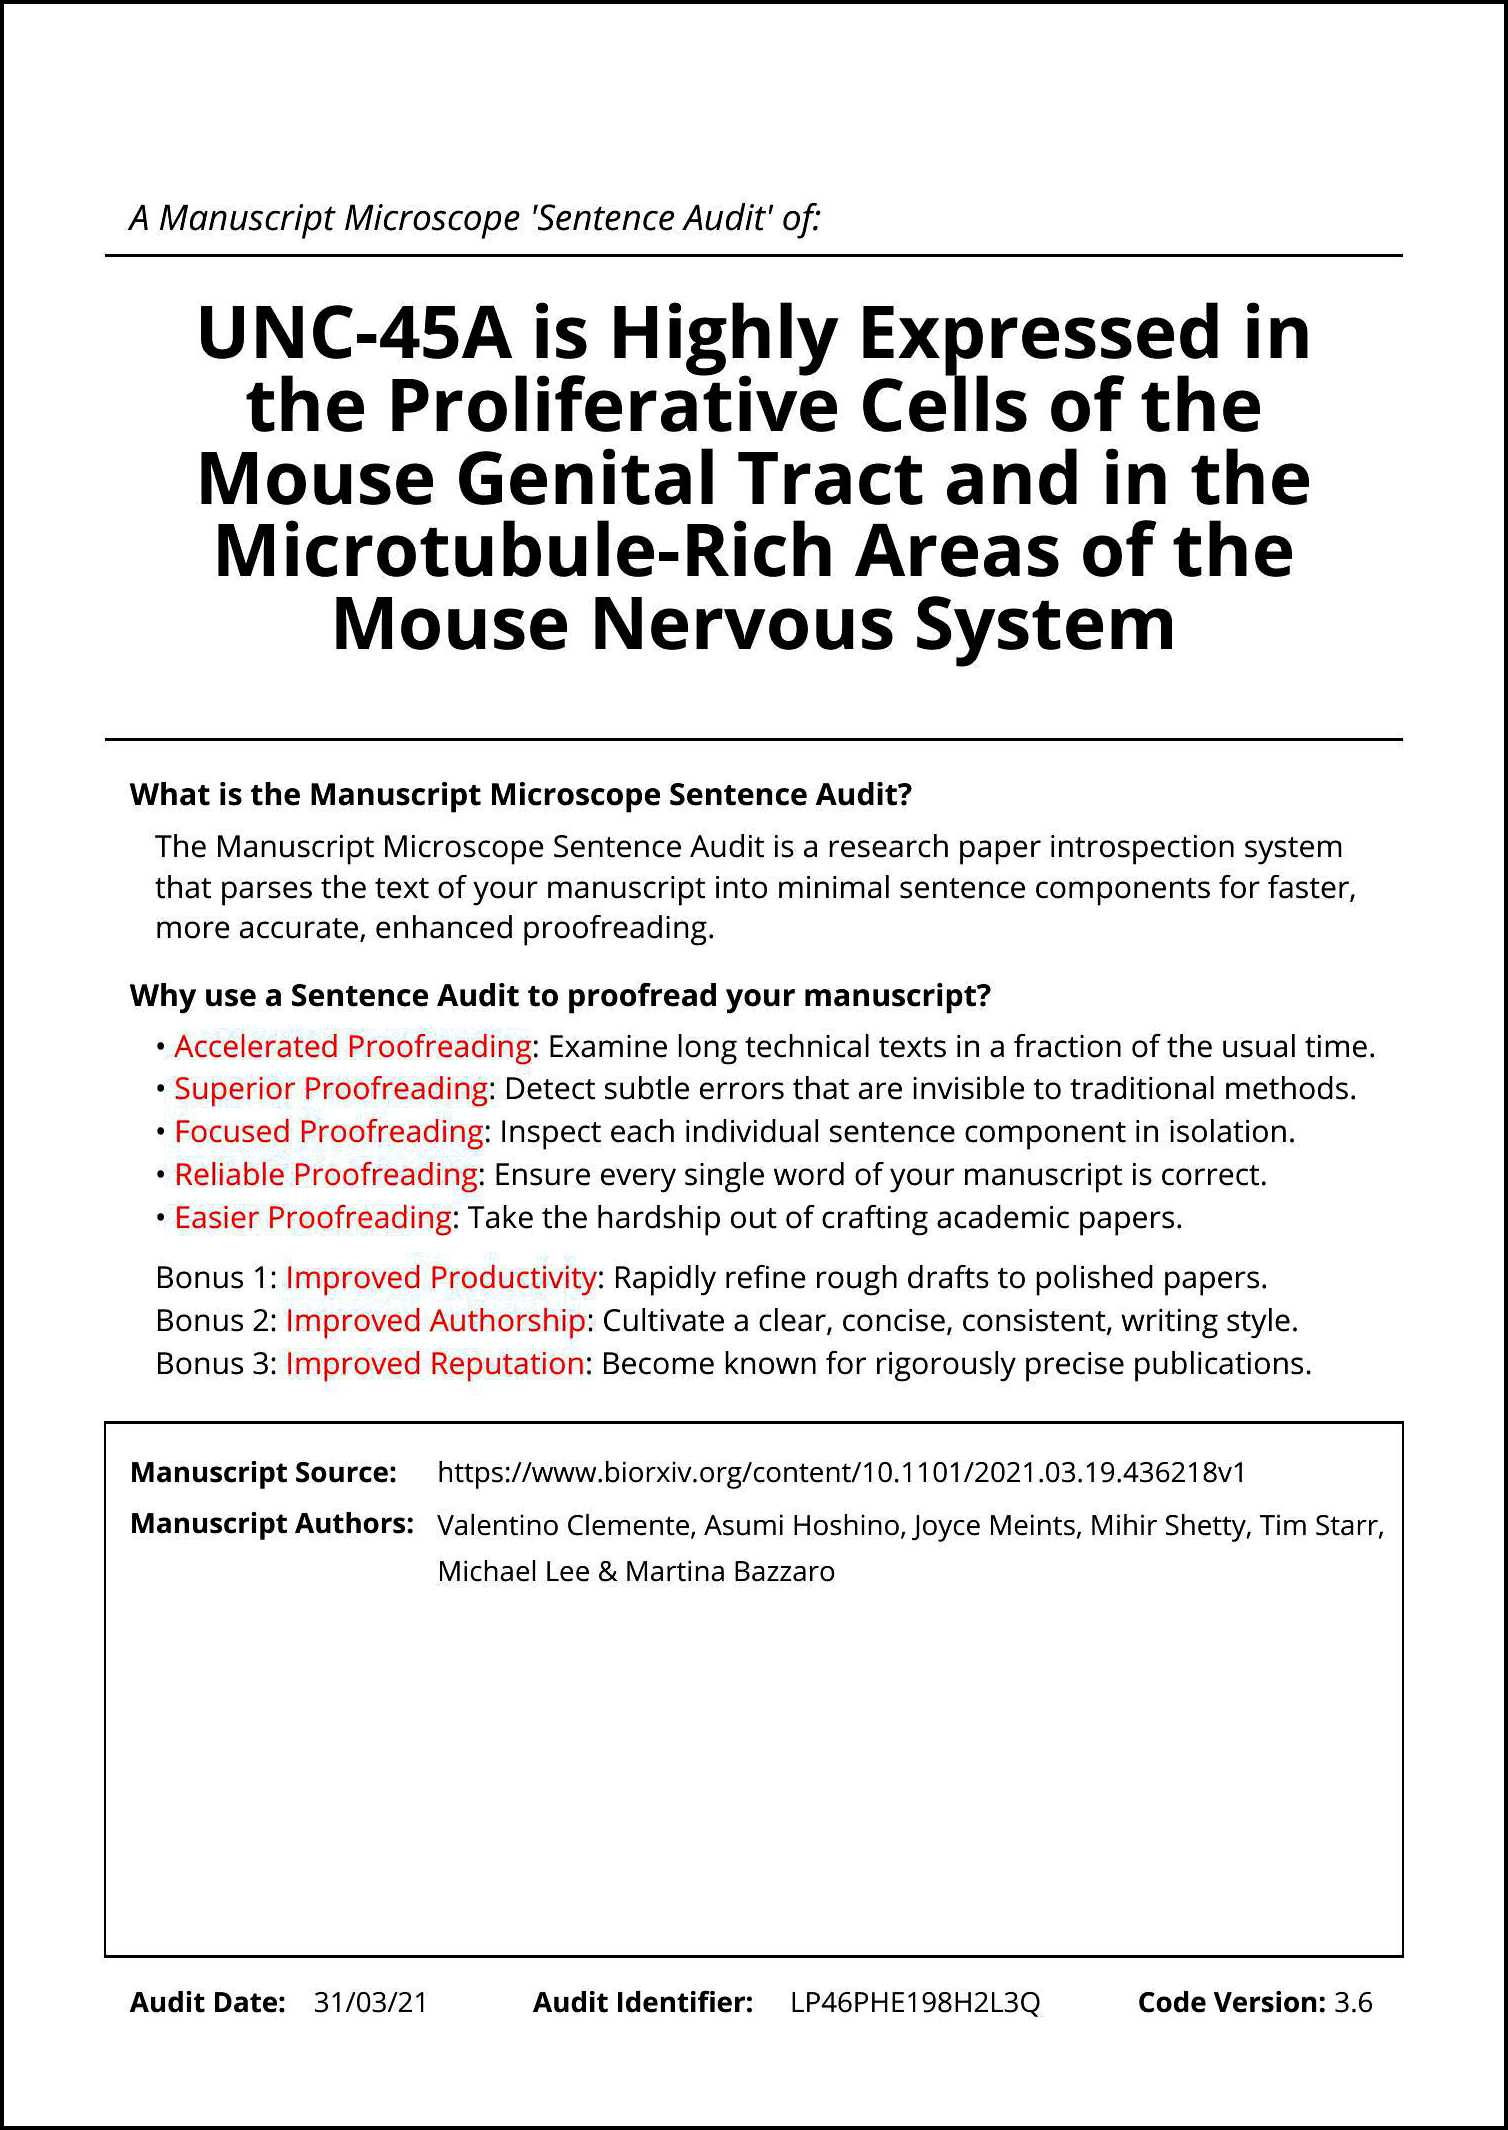 A Manuscript Microscope 'Sentence Audit' of:
UNC-45A is Highly Expressed in
the Proliferative Cells of the
Mouse Genital Tract and in the
Microtubule-Rich Areas of the
Mouse Nervous System
What is the Manuscript Microscope Sentence Audit?
The Manuscript Microscope Sentence Audit is a research paper introspection system
that parses the text of your manuscript into minimal sentence components for faster,
more accurate, enhanced proofreading.
Why use a Sentence Audit to proofread your manuscript?
• Accelerated Proofreading: Examine long technical texts in a fraction of the usual time.
• Superior Proofreading: Detect subtle errors that are invisible to traditional methods.
• Focused Proofreading: Inspect each individual sentence component in isolation.
• Reliable Proofreading: Ensure every single word of your manuscript is correct.
• Easier Proofreading: Take the hardship out of crafting academic papers.
Bonus 1: Improved Productivity: Rapidly refine rough drafts to polished papers.
Bonus 2: Improved Authorship: Cultivate a clear, concise, consistent, writing style.
Bonus 3: Improved Reputation: Become known for rigorously precise publications.
Manuscript Source: https://www.biorxiv.org/content/10.1101/2021.03.19.436218v1
Manuscript Authors: Valentino Clemente, Asumi Hoshino, Joyce Meints, Mihir Shetty, Tim Starr,
Michael Lee & Martina Bazzaro
Audit Date: 31/03/21 Audit Identifier: LP46PHE198H2L3Q Code Version: 3.6